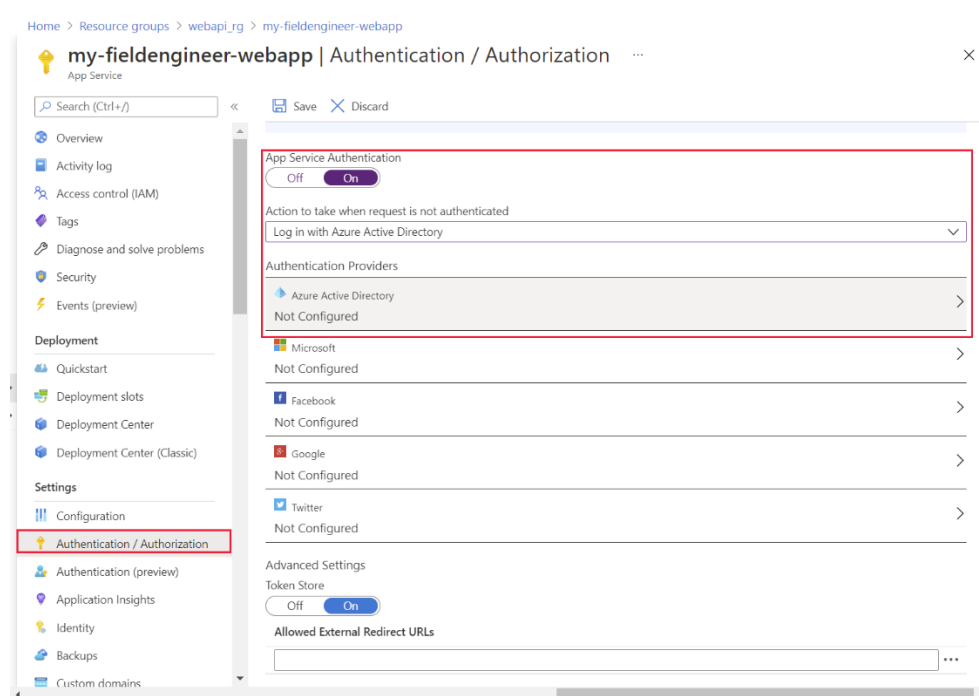 Home > Resource groups > webapi_rg > my-fieldengineer-webapp
my-fieldengineer-webapp | Authentication / Authorization ...
App Service
Search (Ctrl+/)
«
Save
Discard
Overview
Activity log
Access control (IAM)
Tags
Diagnose and solve problems
Security
Events (preview)
Deployment
Quickstart
Deployment slots
Deployment Center
Deployment Center (Classic)
Settings
Configuration
Authentication / Authorization
Authentication (preview)
Application Insights
Identity
Backups
Custom domains
App Service Authentication
Off On
Action to take when request is not authenticated
Log in with Azure Active Directory
Authentication Providers
Azure Active Directory
Not Configured
Microsoft
Not Configured
Facebook
Not Configured
Google
Not Configured
Twitter
Not Configured
Advanced Settings
Token Store
Off On
Allowed External Redirect URLs
...